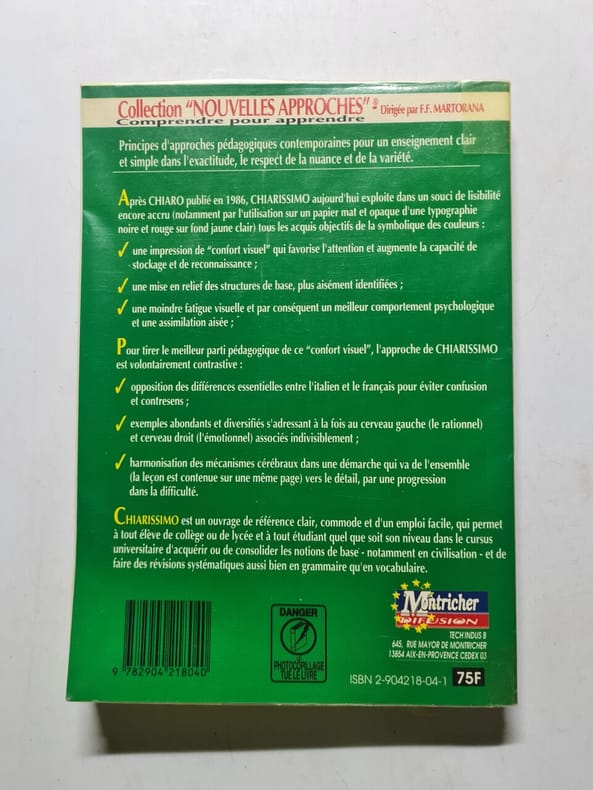 Collection "NOUVELLES APPROCHES"® - Dirigée par F.F. MARTORANA
Comprendre pour apprendre
Principes d'approches pédagogiques contemporaines pour un enseignement clair
et simple dans l'exactitude, le respect de la nuance et de la variété.
Après CHIARO publié en 1986, CHIARISSIMO aujourd'hui exploite dans un souci de lisibilité
encore accru (notamment par l'utilisation sur un papier mat et opaque d'une typographie
noire et rouge sur fond jaune clair) tous les acquis objectifs de la symbolique des couleurs :
✓ une impression de "confort visuel" qui favorise l'attention et augmente la capacité de
stockage et de reconnaissance ;
✓ une mise en relief des structures de base, plus aisément identifiées ;
✓ une moindre fatigue visuelle et par conséquent un meilleur comportement psychologique
et une assimilation aisée ;
Pour tirer le meilleur parti pédagogique de ce "confort visuel", l'approche de CHIARISSIMO
est volontairement contrastive :
✓ opposition des différences essentielles entre l'italien et le français pour éviter confusion
et contresens ;
✓ exemples abondants et diversifiés s'adressant à la fois au cerveau gauche (le rationnel)
et cerveau droit (l'émotionnel) associés indivisiblement ;
✓ harmonisation des mécanismes cérébraux dans une démarche qui va de l'ensemble
(la leçon est contenue sur une même page) vers le détail, par une progression
dans la difficulté.
CHIARISSIMO est un ouvrage de référence clair, commode et d'un emploi facile, qui permet
à tout élève de collège ou de lycée et à tout étudiant quel que soit son niveau dans le cursus
universitaire d'acquérir ou de consolider les notions de base - notamment en civilisation - et de
faire des révisions systématiques aussi bien en grammaire qu'en vocabulaire.
Montricher
DIFUSION
TECH'INDUS B
645, RUE MAYOR DE MONTRICHER
13854 AIX-EN-PROVENCE CEDEX 03
DANGER
LE
PHOTOCOPILLAGE
TUE LE LIVRE
9 782904 218040
ISBN 2-904218-04-1 75F